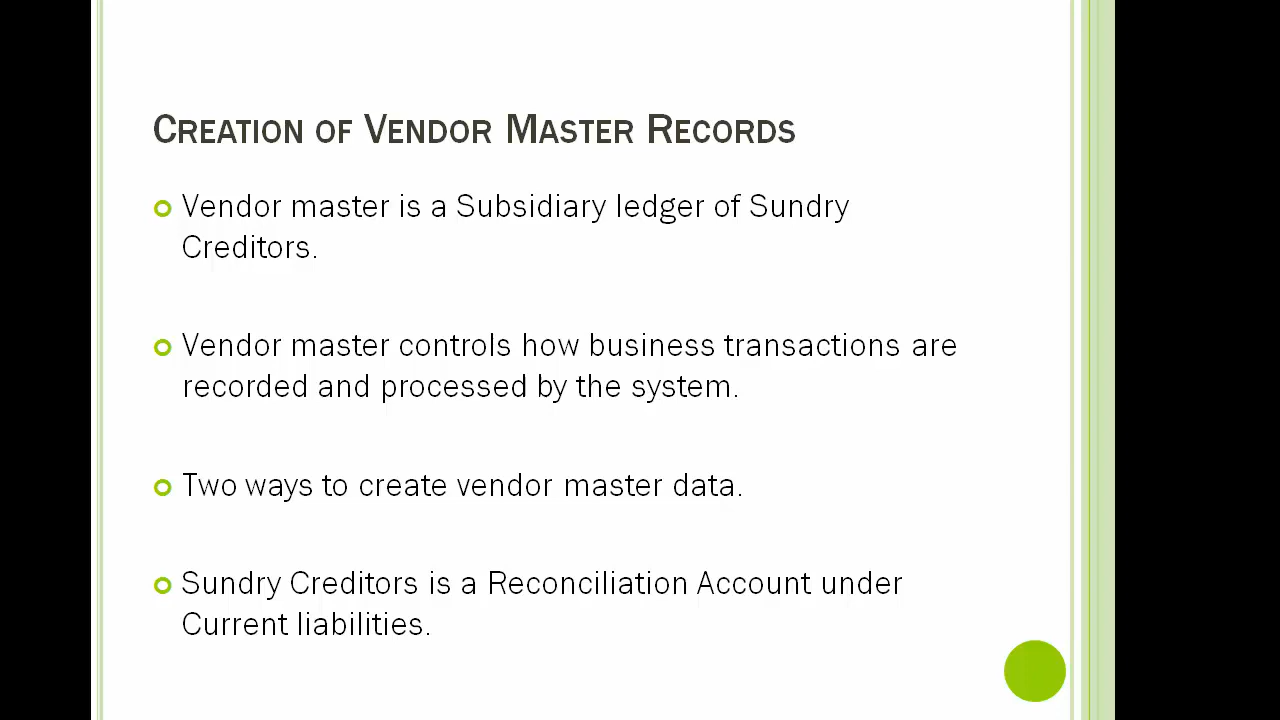 CREATION OF VENDOR MASTER RECORDS
Vendor master is a Subsidiary ledger of Sundry
Creditors.
Vendor master controls how business transactions are
recorded and processed by the system.
Two ways to create vendor master data.
Sundry Creditors is a Reconciliation Account under
Current liabilities.